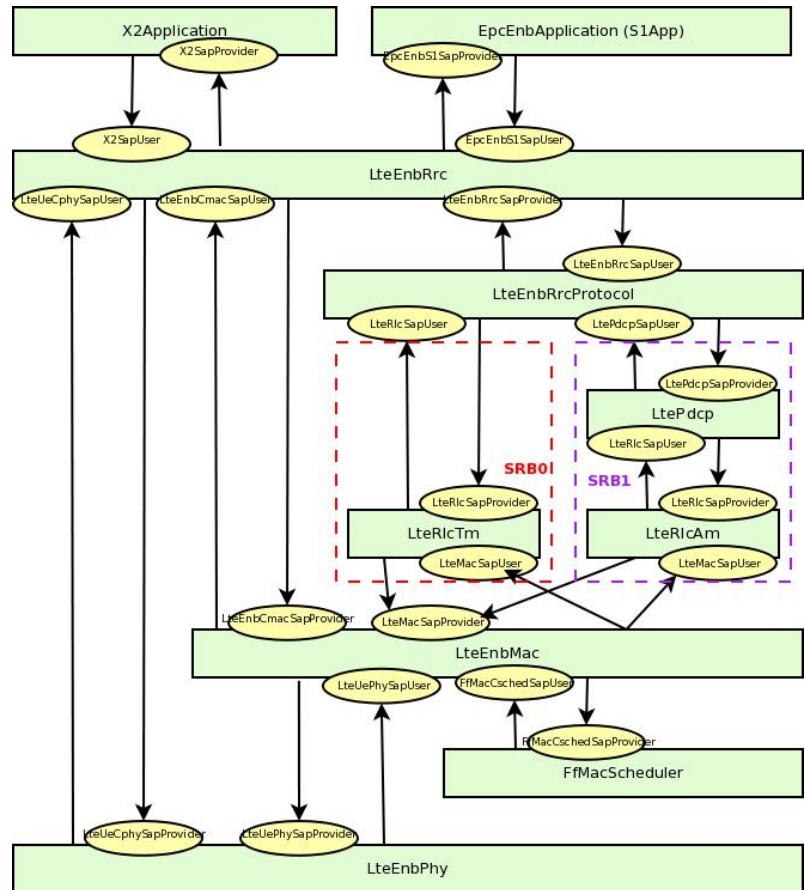 X2Application
EpcEnbApplication (S1App)
X2SapProvider
EpcEnbS1SapProvider
X2SapUser
EpcEnbS1SapUser
LteEnbRrc
LteUeCphySapUser
LteEnbCmacSapUser
LteEnbRrcSapProvider
LteEnbRrcSapUser
LteEnbRrcProtocol
LteRlcSapUser
LtePdcpSapUser
LtePdcpSapProvider
LtePdcp
LteRlcSapUser
SRB0
SRB1
LteRlcSapProvider
LteRlcSapProvider
LteRlcTm
LteRlcAm
LteMacSapUser
LteMacSapUser
LteEnbCmacSapProvider
LteMacSapProvider
LteEnbMac
LteUePhySapUser
FfMacCschedSapUser
FfMacCschedSapProvider
FfMacScheduler
LteUeCphySapProvider
LteUePhySapProvider
LteEnbPhy